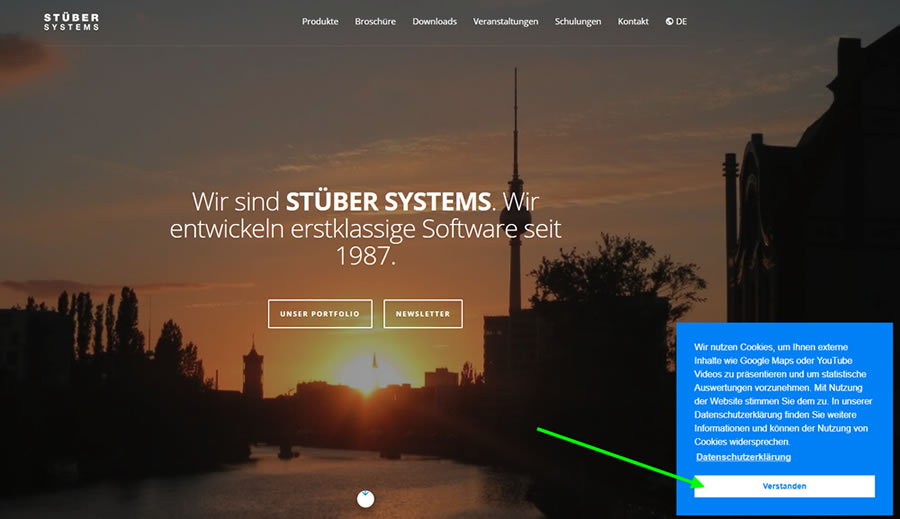 STÜBER
SYSTEMS
Produkte
Broschüre
Downloads
Veranstaltungen
Schulungen
Kontakt
DE
Wir sind STÜBER SYSTEMS. Wir
entwickeln erstklassige Software seit
1987.
UNSER PORTFOLIO
NEWSLETTER
Wir nutzen Cookies, um Ihnen externe
Inhalte wie Google Maps oder YouTube
Videos zu präsentieren und um statistische
Auswertungen vorzunehmen. Mit Nutzung
der Website stimmen Sie dem zu. In unserer
Datenschutzerklärung finden Sie weitere
Informationen und können der Nutzung von
Cookies widersprechen.
Datenschutzerklärung
Verstanden